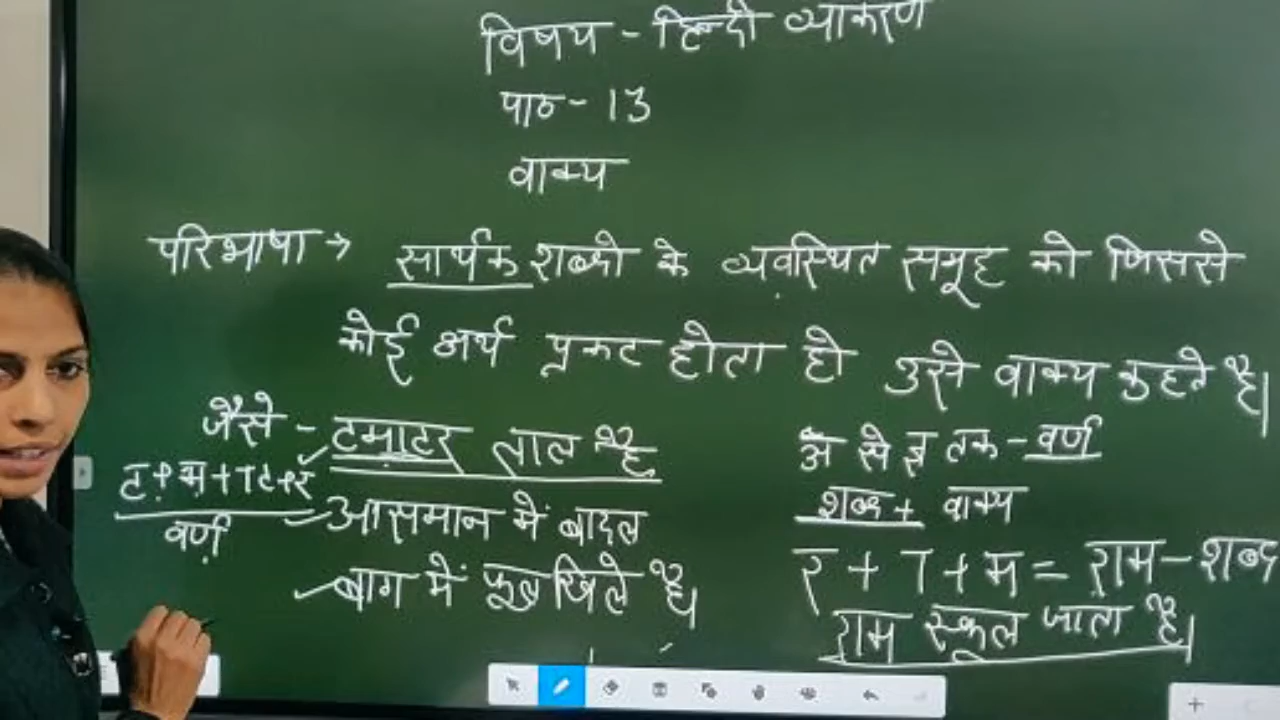 विषय - हिन्दी व्याकरण
पाठ - 13
वाक्य
परिभाषा → सार्थक शब्दो के व्यवस्थित समूह को जिससे
कोई अर्थ प्रकट होता हो उसे वाक्य कहते है।
जैसे - टमाटर लाल है
ट + म + ा ट + र
वर्ण
आसमान में बादल
बाग में फूल खिले है।
अ से ज्ञ तक - वर्ण
शब्द + वाक्य
र + ा + म = राम - शब्द
राम स्कूल जाता है।